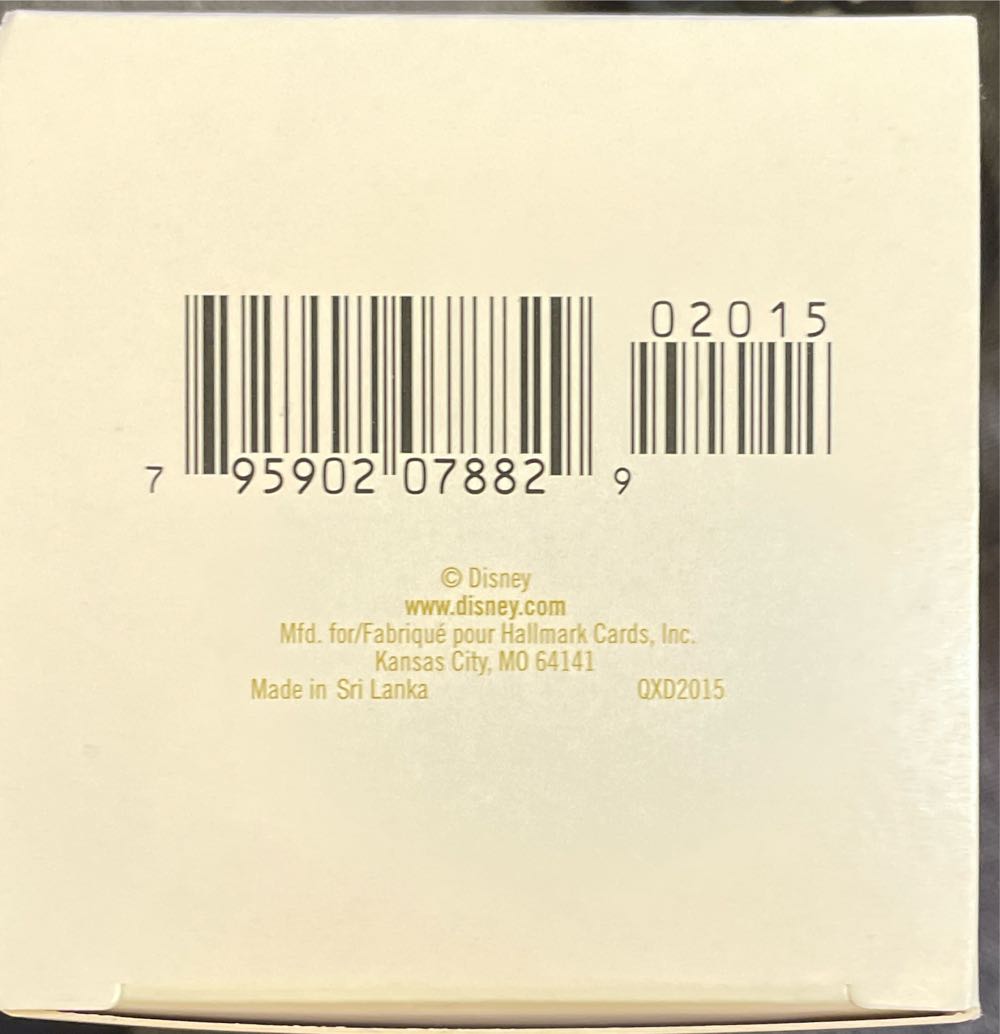 02015
7 95902 07882 9
© Disney
www.disney.com
Mfd. for/Fabriqué pour Hallmark Cards, Inc.
Kansas City, MO 64141
Made in Sri Lanka QXD2015